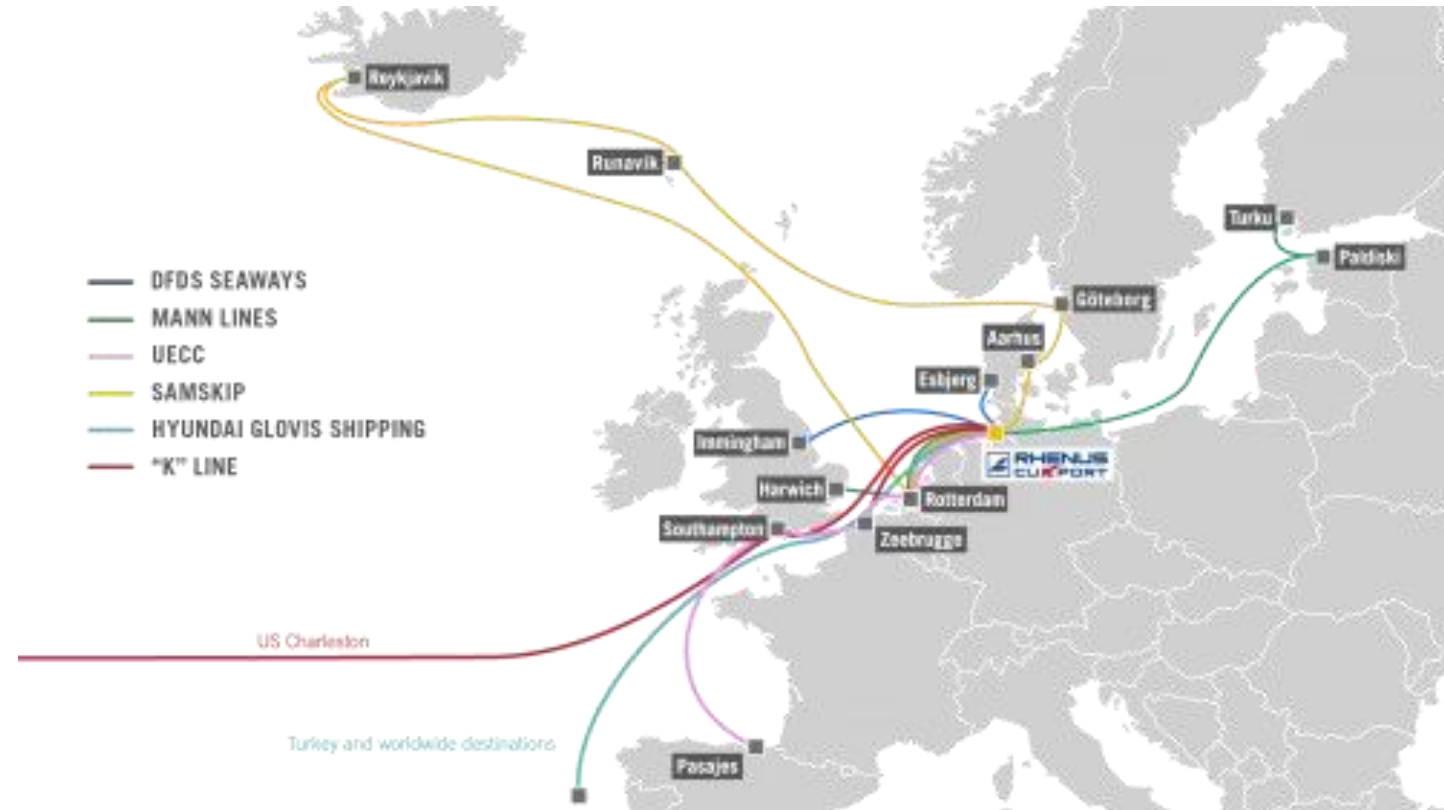 Reykjavik
Runavik
Turku
Paldiski
DFDS SEAWAYS
MANN LINES
UECC
SAMSKIP
HYUNDAI GLOVIS SHIPPING
"K" LINE
Göteborg
Aarhus
Esbjerg
Immingham
RHENUS
CUXPORT
Harwich
Rotterdam
Southampton
Zeebrugge
US Charleston
Turkey and worldwide destinations
Pasajes